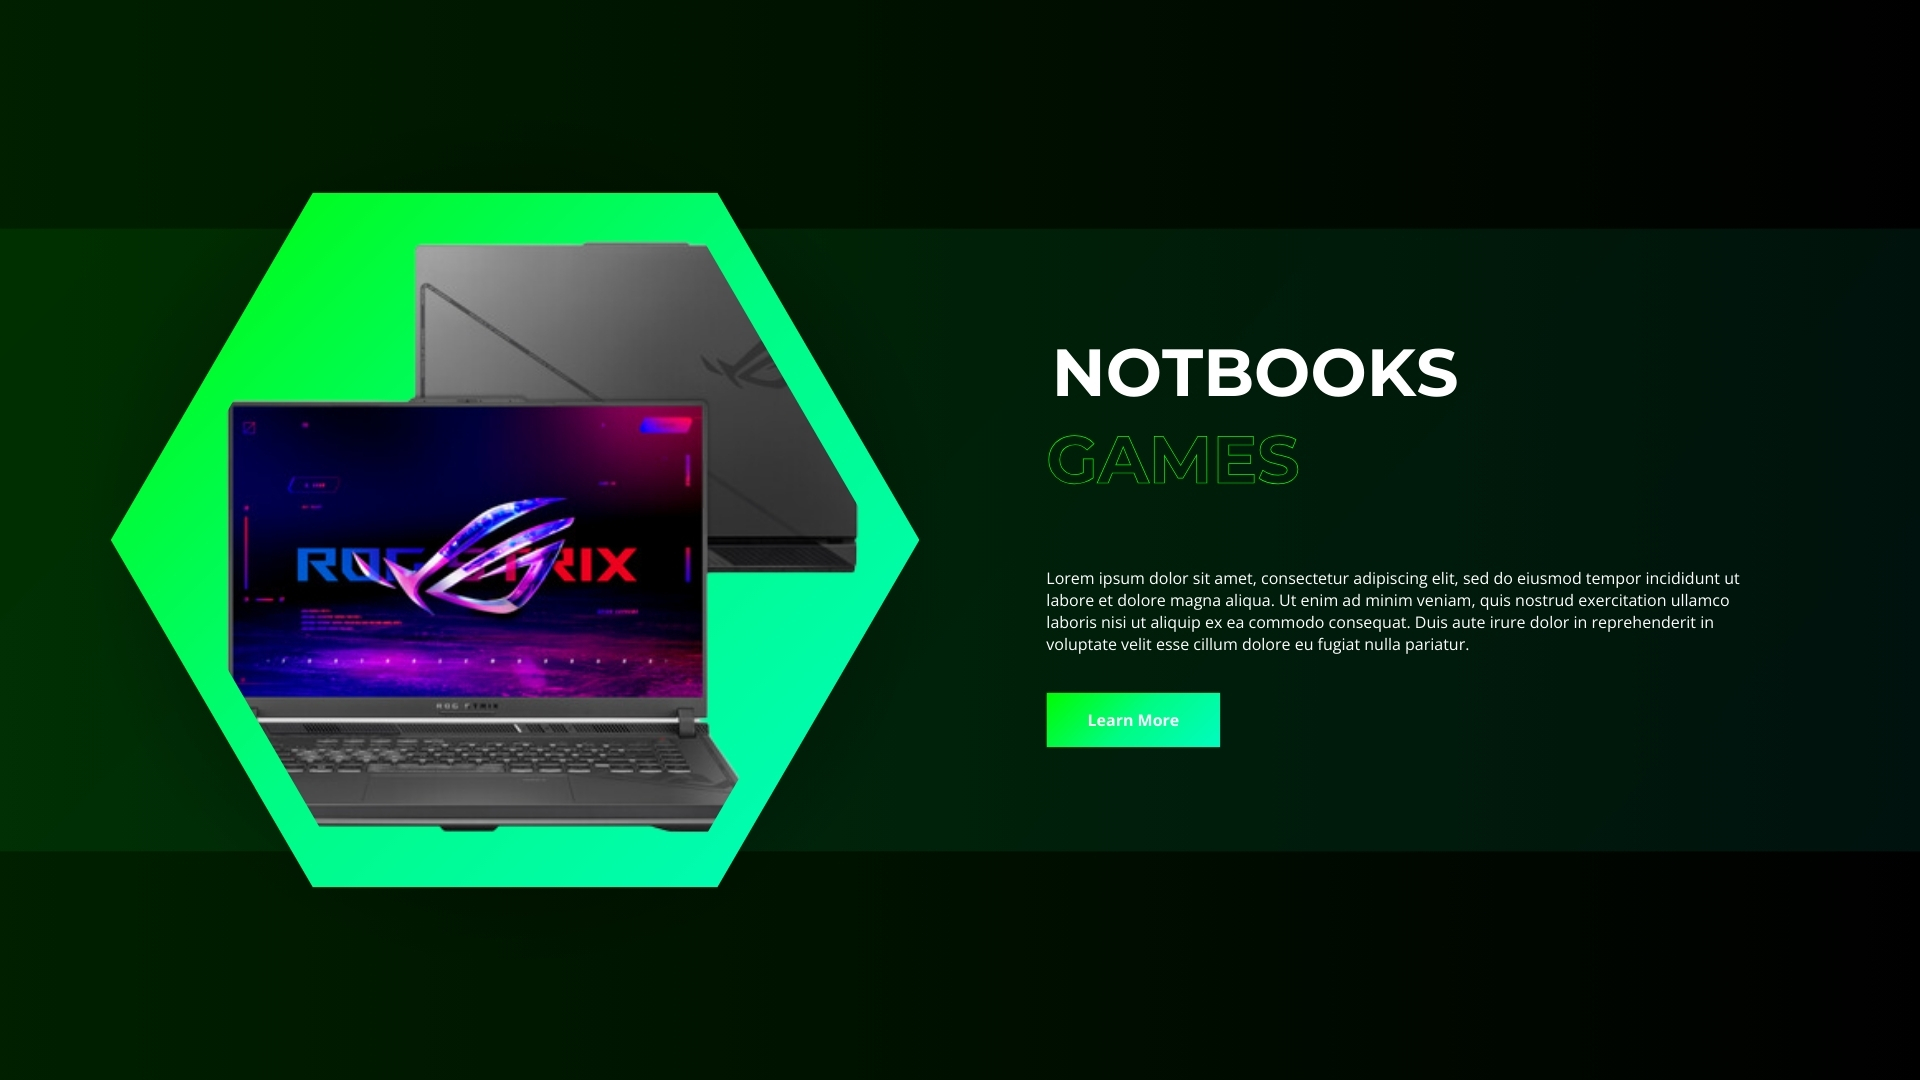 NOTBOOKS
GAMES
ROG STRIX
ROG STRIX
Lorem ipsum dolor sit amet, consectetur adipiscing elit, sed do eiusmod tempor incididunt ut
labore et dolore magna aliqua. Ut enim ad minim veniam, quis nostrud exercitation ullamco
laboris nisi ut aliquip ex ea commodo consequat. Duis aute irure dolor in reprehenderit in
voluptate velit esse cillum dolore eu fugiat nulla pariatur.
Learn More